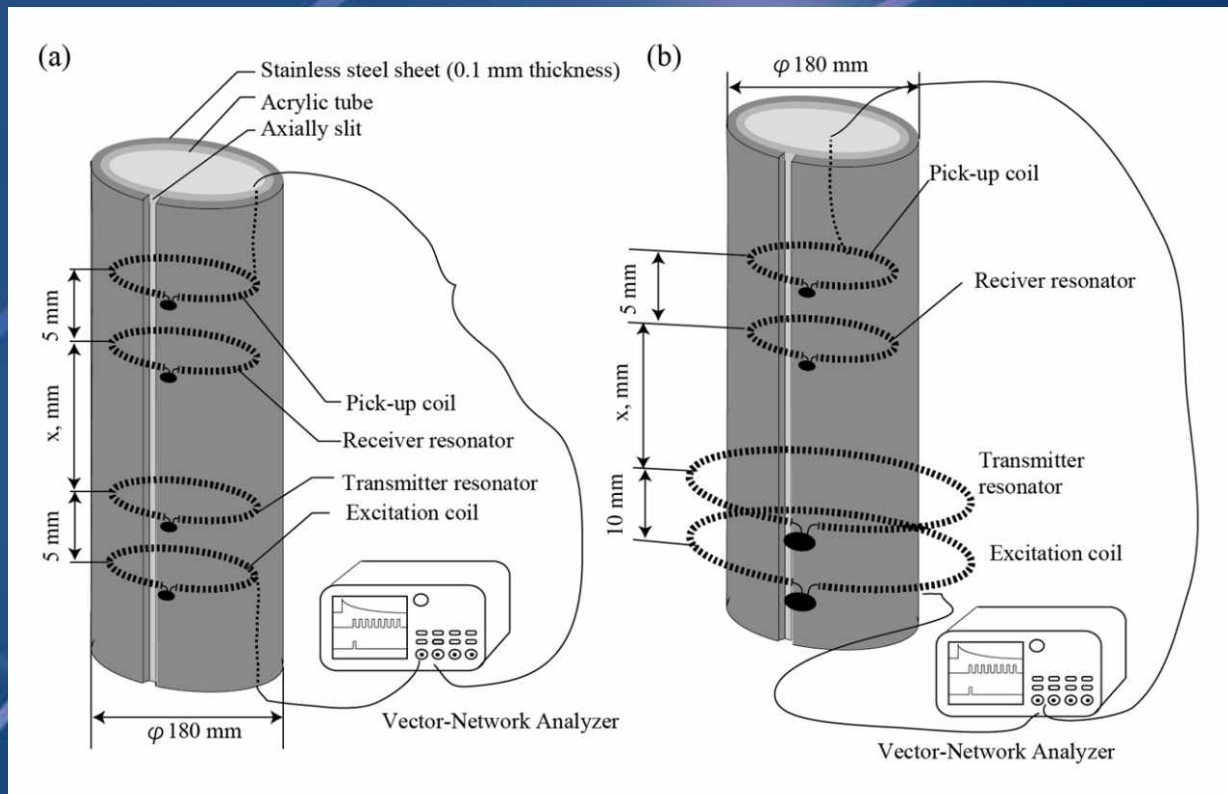 (a)
Stainless steel sheet (0.1 mm thickness)
Acrylic tube
Axially slit
5 mm
x, mm
5 mm
Pick-up coil
Receiver resonator
Transmitter resonator
Excitation coil
Vector-Network Analyzer
φ 180 mm
(b)
φ 180 mm
Pick-up coil
Reciver resonator
5 mm
x, mm
10 mm
Transmitter
resonator
Excitation coil
Vector-Network Analyzer